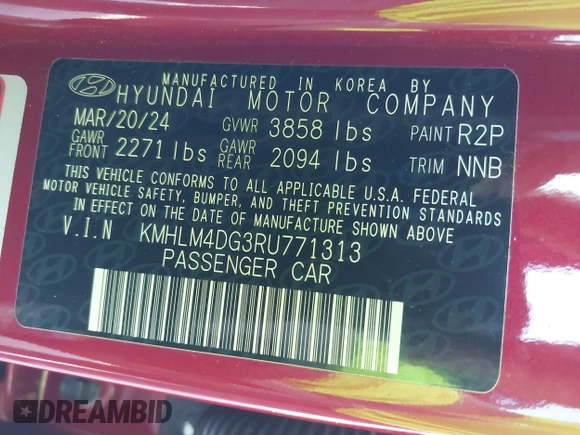 MANUFACTURED IN KOREA BY
HYUNDAI MOTOR COMPANY
MAR/20/24 GVWR 3858 lbs PAINT R2P
GAWR FRONT 2271 lbs GAWR REAR 2094 lbs TRIM NNB
THIS VEHICLE CONFORMS TO ALL APPLICABLE U.S.A. FEDERAL
MOTOR VEHICLE SAFETY, BUMPER, AND THEFT PREVENTION STANDARDS
IN EFFECT ON THE DATE OF MANUFACTURE SHOWN ABOVE
V.I.N KMHLM4DG3RU771313
PASSENGER CAR
DREAMBID